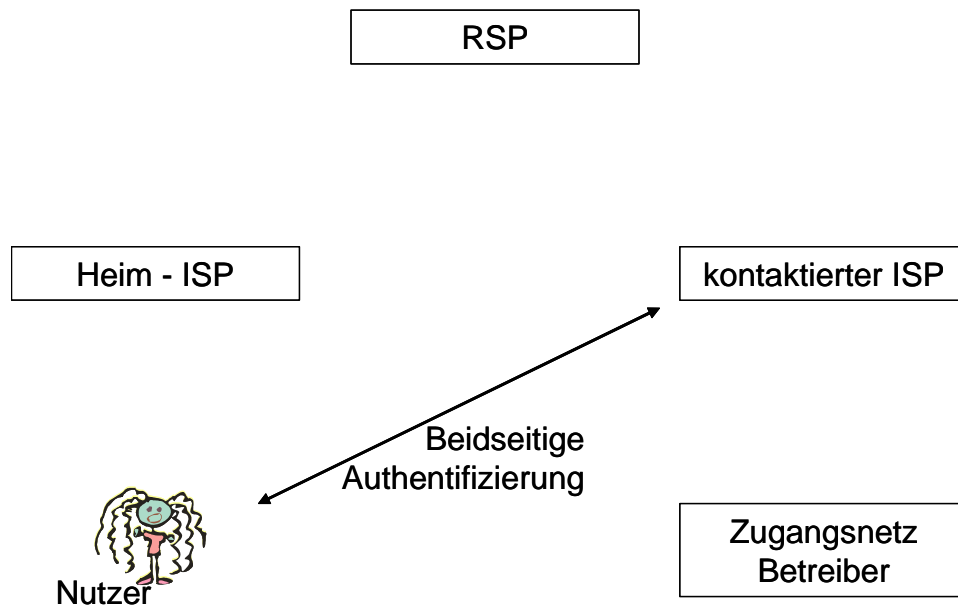 RSP
Heim - ISP
kontaktierter ISP
Beidseitige
Authentifizierung
Zugangsnetz
Betreiber
Nutzer